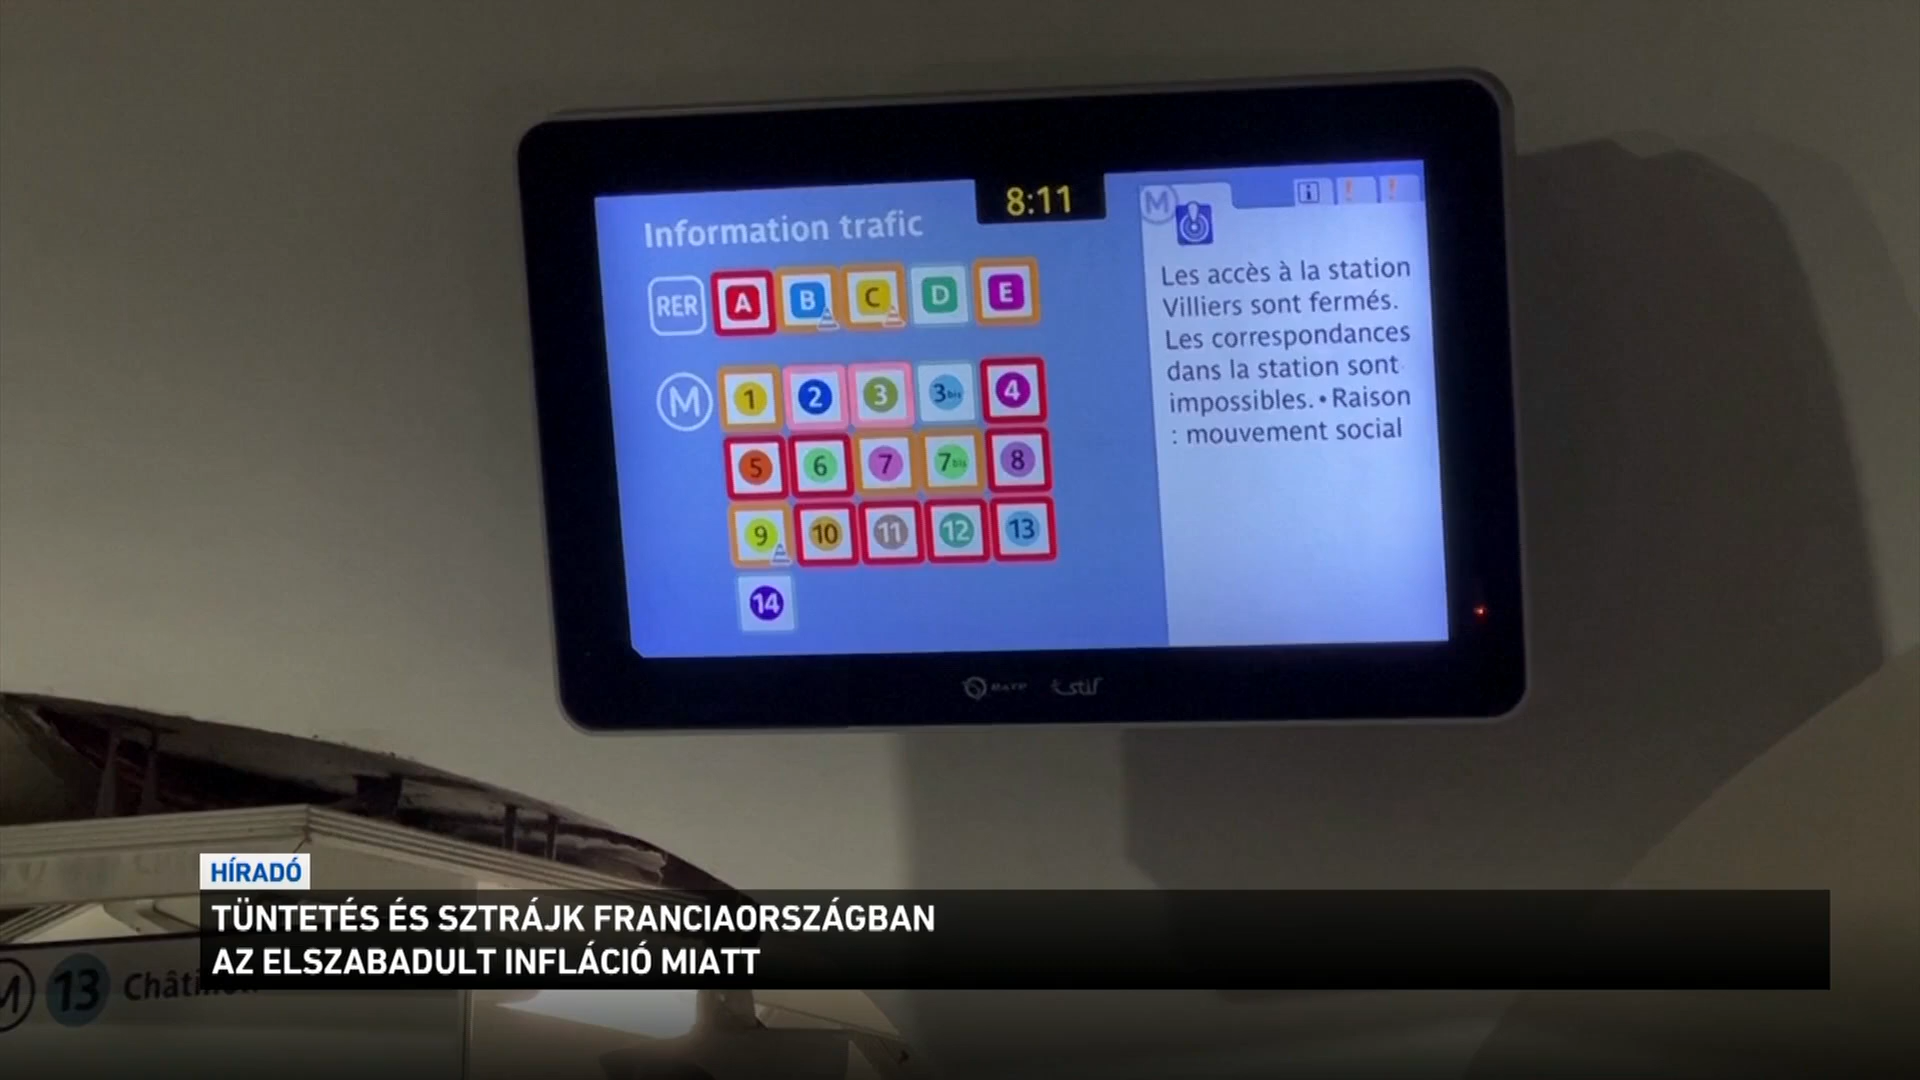 8:11
Information trafic
M
i ! !
RER A B C D E
M 1 2 3 3bis 4
5 6 7 7bis 8
9 10 11 12 13
14
Les accès à la station
Villiers sont fermés.
Les correspondances
dans la station sont
impossibles. • Raison
: mouvement social
RATP stif
HÍRADÓ
TÜNTETÉS ÉS SZTRÁJK FRANCIAORSZÁGBAN
AZ ELSZABADULT INFLÁCIÓ MIATT
M 13